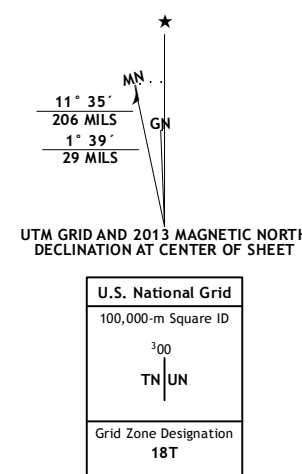 ★
MN
11° 35´
206 MILS
GN
1° 39´
29 MILS
UTM GRID AND 2013 MAGNETIC NORTH
DECLINATION AT CENTER OF SHEET
U.S. National Grid
100,000-m Square ID
³00
TN UN
Grid Zone Designation
18T